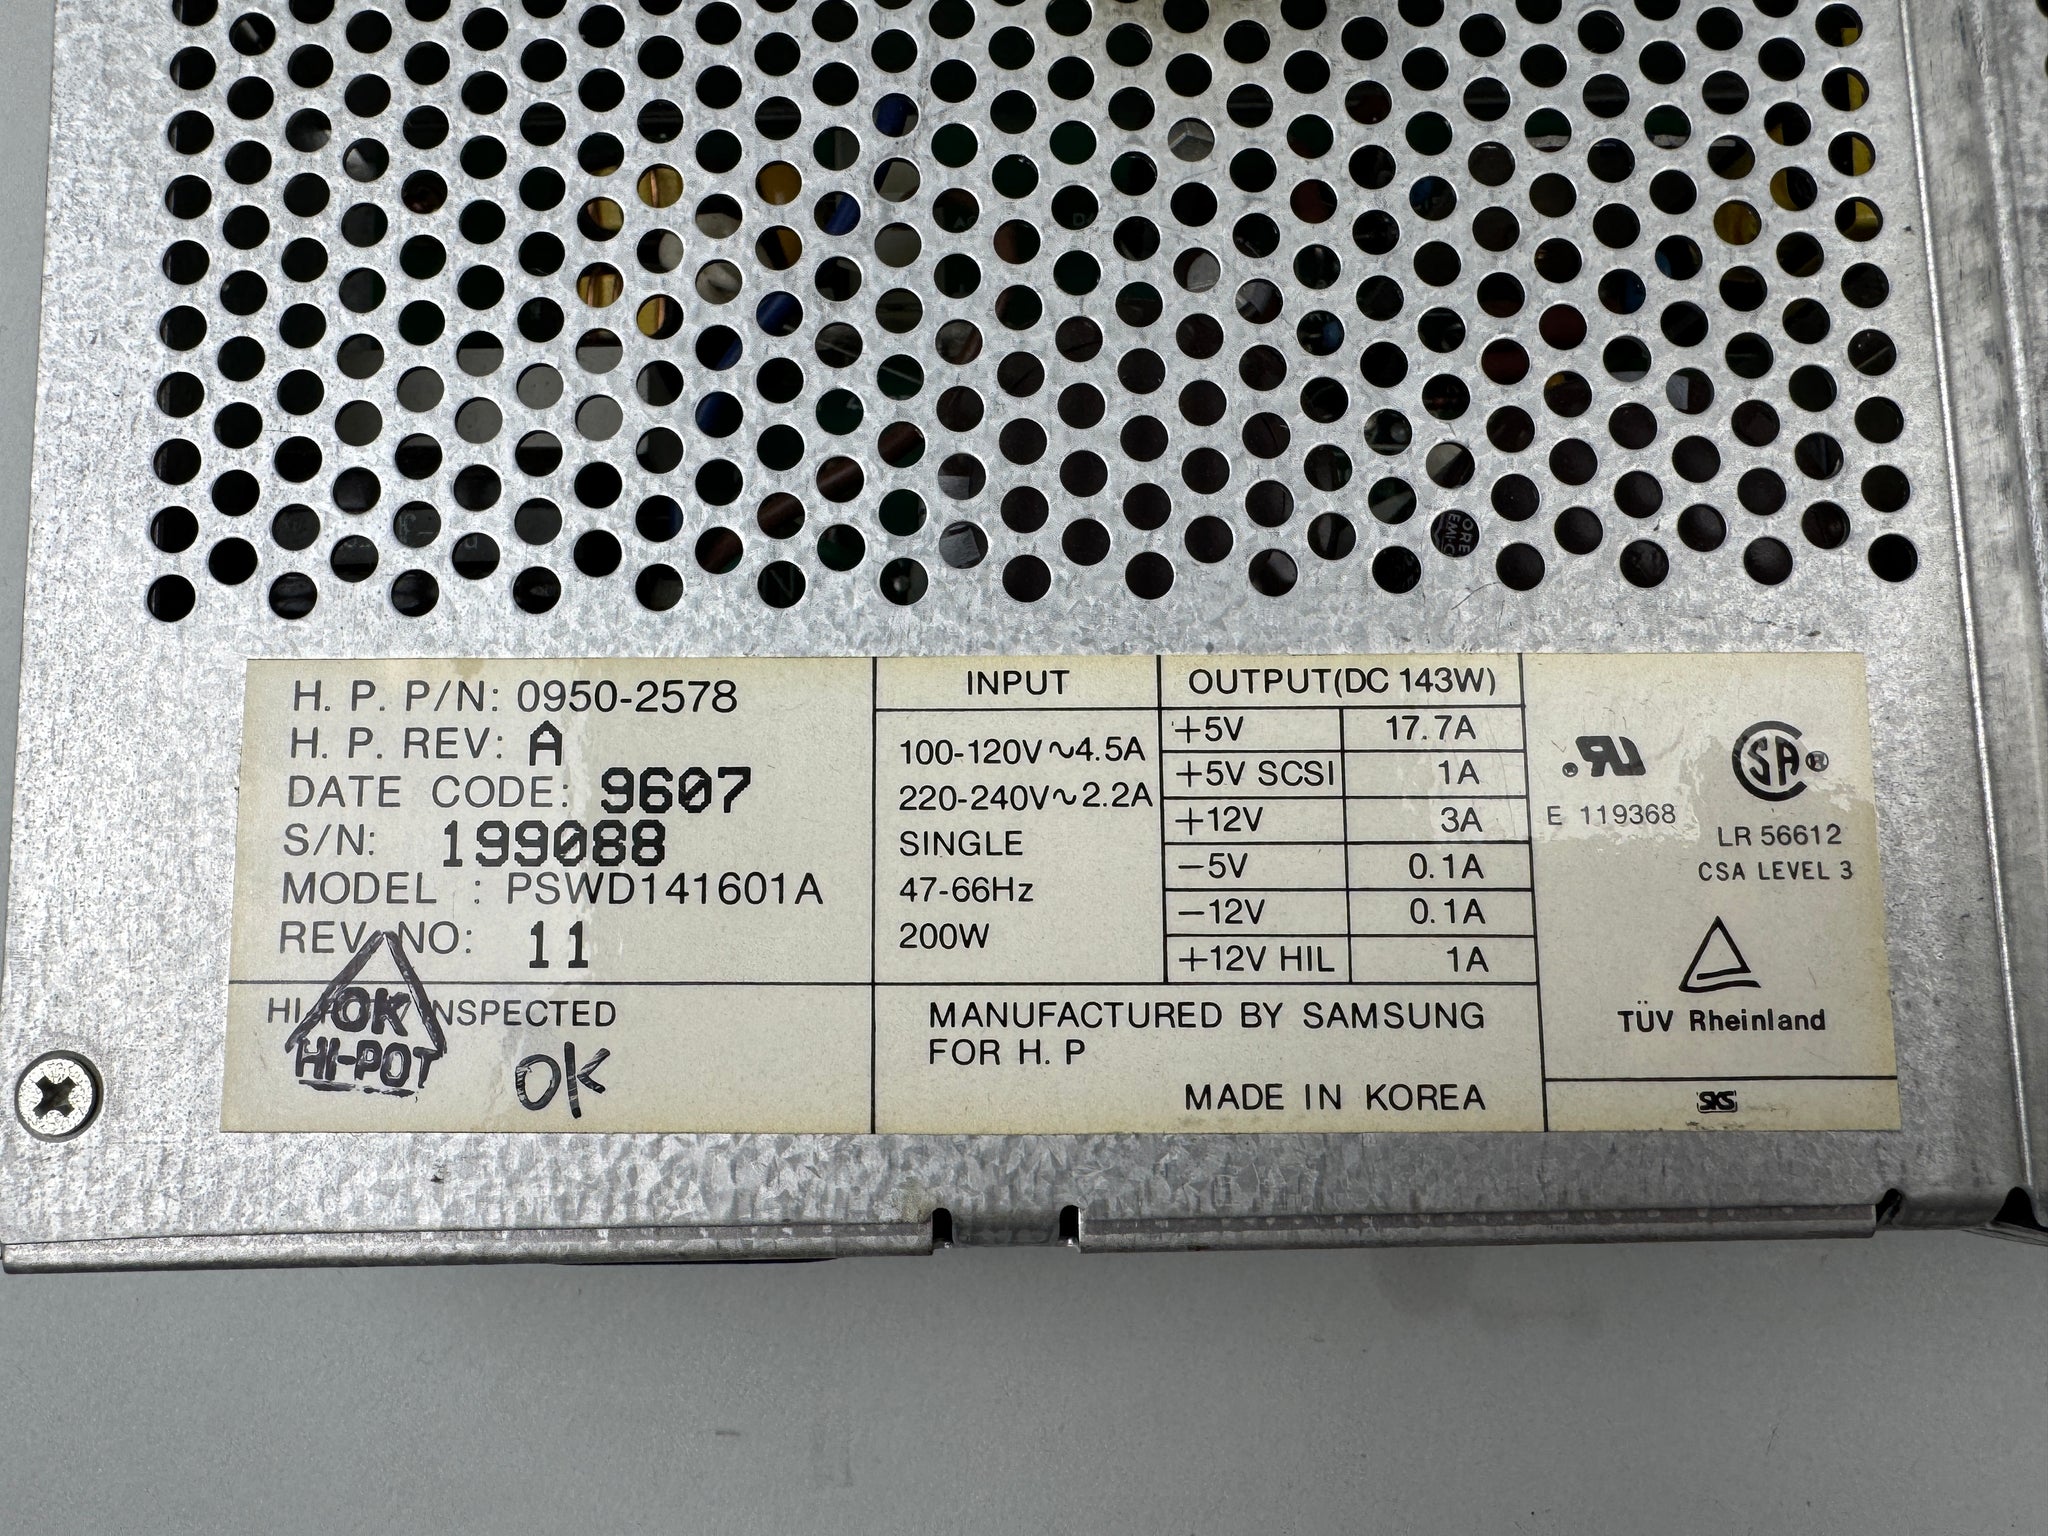 H. P. P/N: 0950-2578
H. P. REV: A
DATE CODE: 9607
S/N: 199088
MODEL : PSWD141601A
REV NO: 11
INSPECTED
OK
HI-POT
OK
INPUT
100-120V~4.5A
220-240V~2.2A
SINGLE
47-66Hz
200W
OUTPUT(DC 143W)
+5V 17.7A
+5V SCSI 1A
+12V 3A
-5V 0.1A
-12V 0.1A
+12V HIL 1A
MANUFACTURED BY SAMSUNG
FOR H. P
MADE IN KOREA
E 119368
SA
LR 56612
CSA LEVEL 3
TÜV Rheinland
SKS